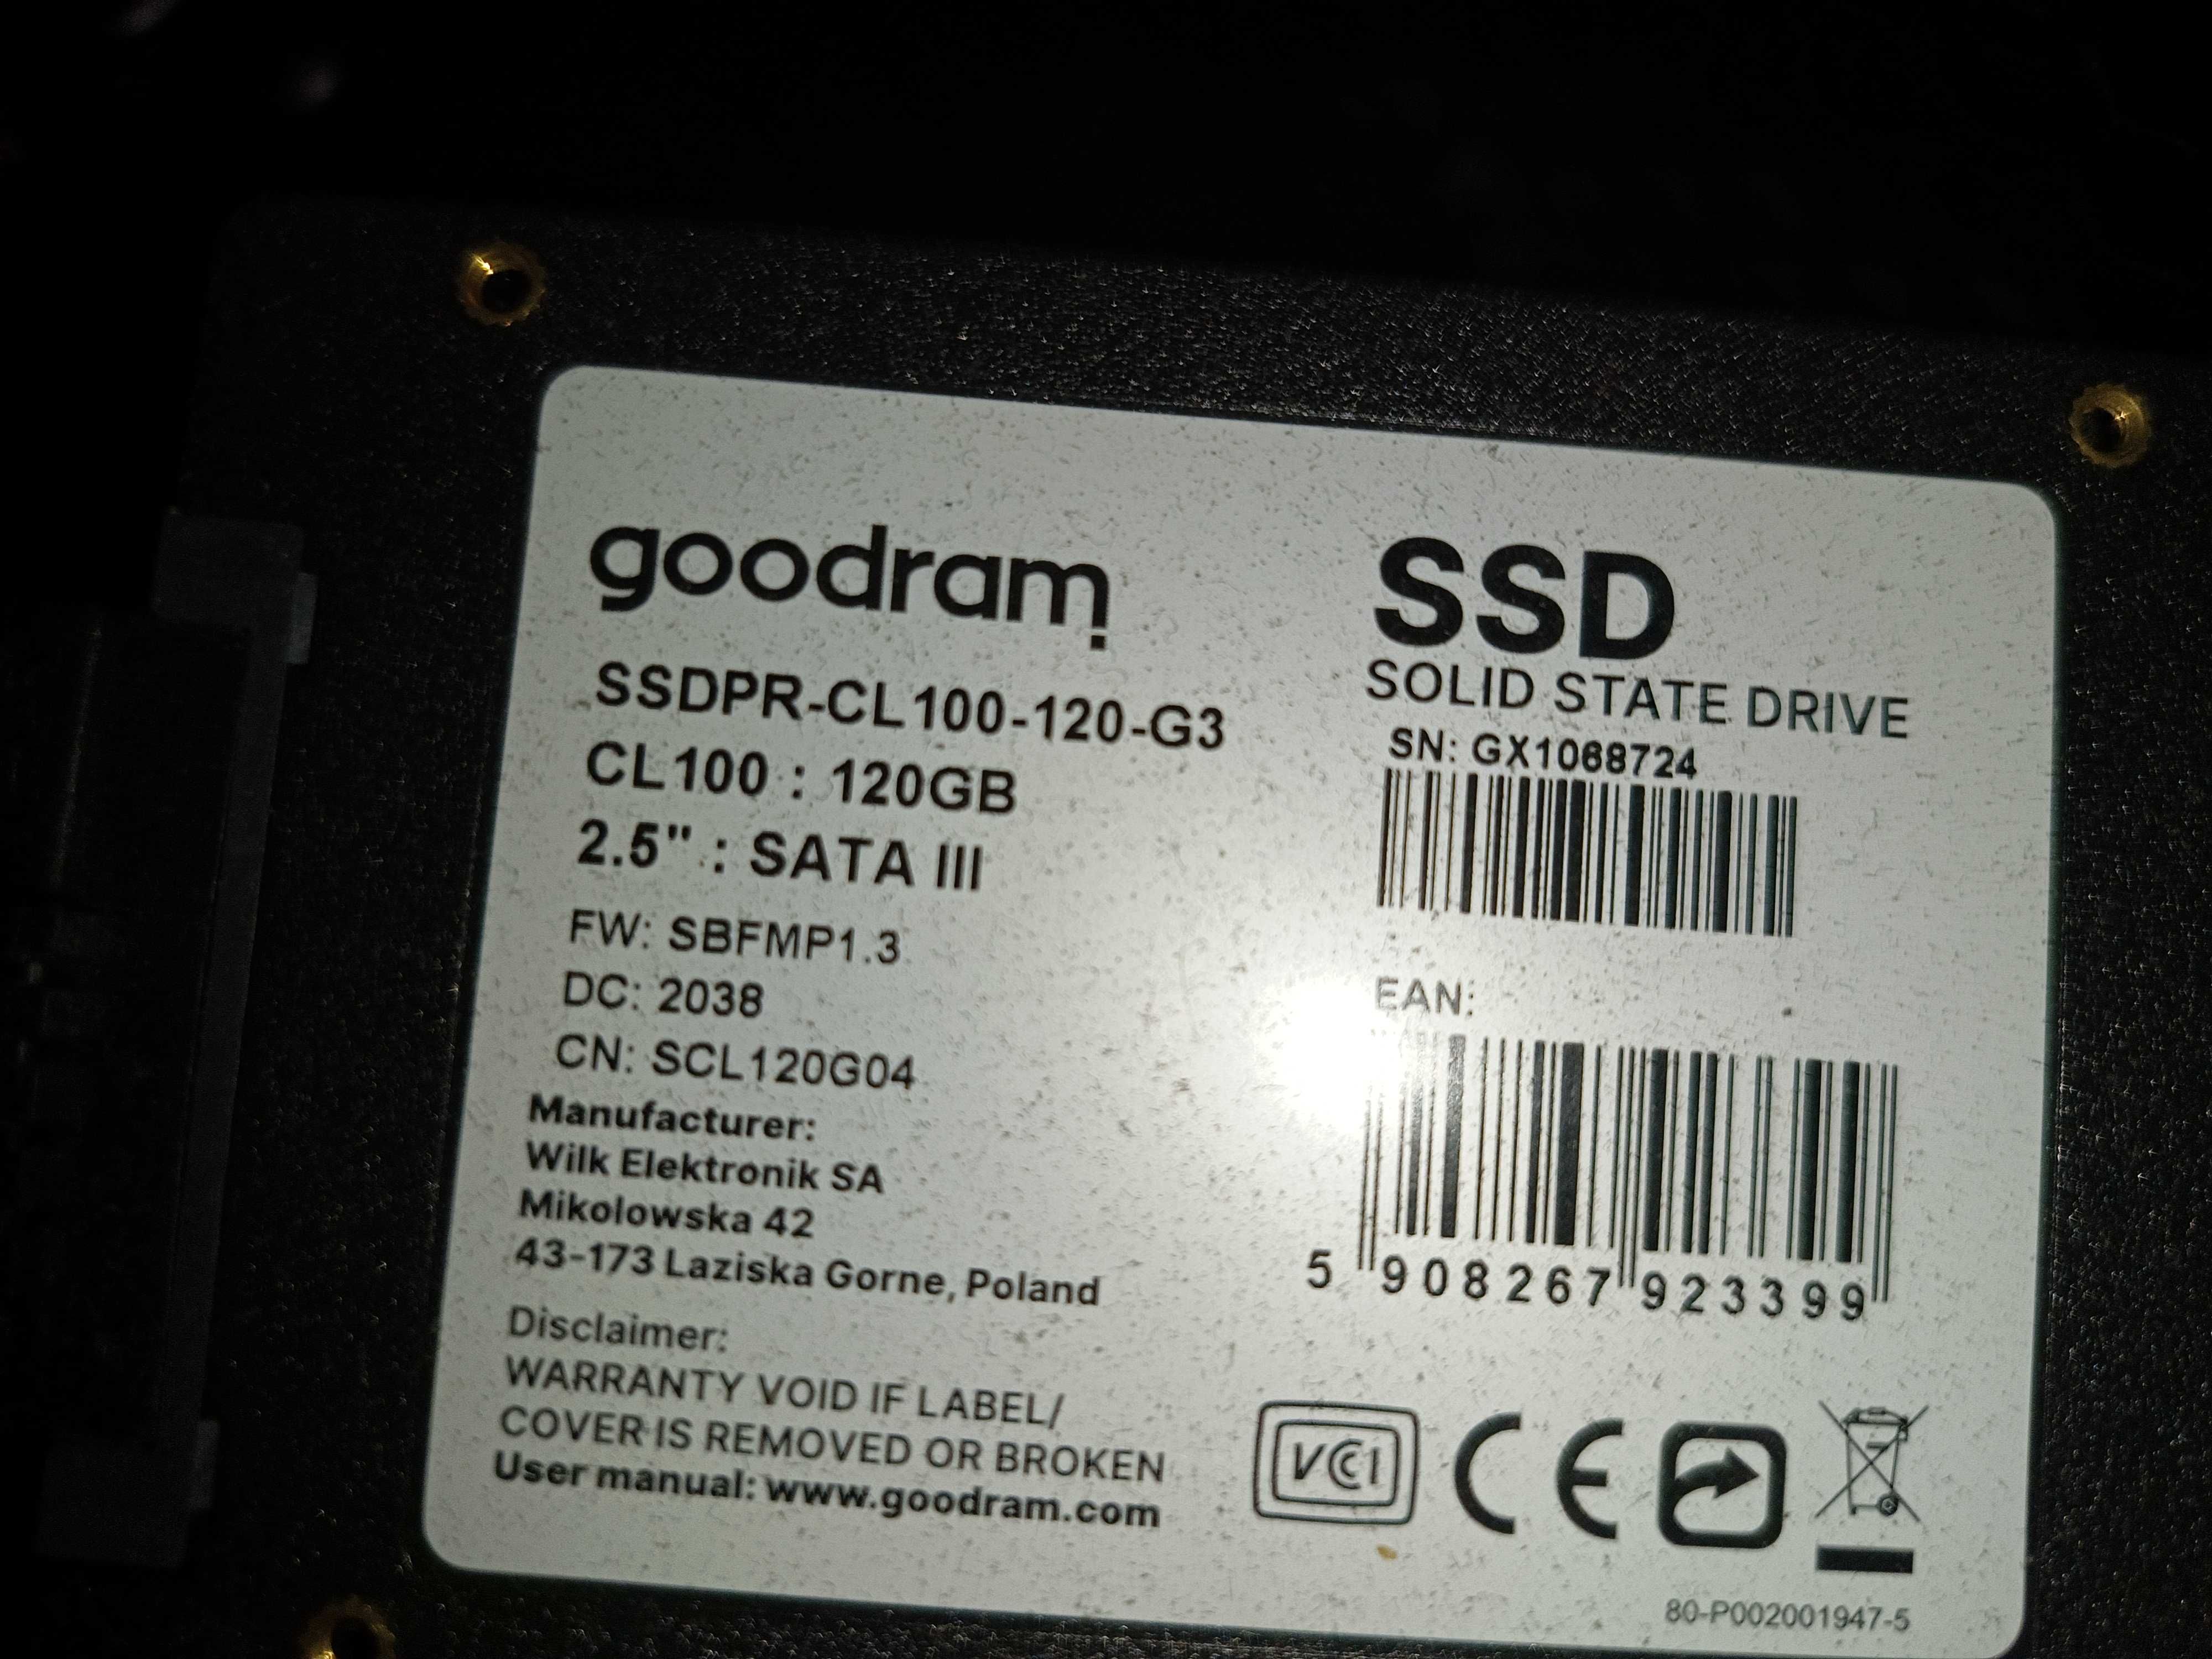 goodram
SSDPR-CL100-120-G3
CL100 : 120GB
2.5" : SATA III
FW: SBFMP1.3
DC: 2038
CN: SCL120G04
Manufacturer:
Wilk Elektronik SA
Mikolowska 42
43-173 Laziska Gorne, Poland
Disclaimer:
WARRANTY VOID IF LABEL/
COVER IS REMOVED OR BROKEN
User manual: www.goodram.com
SSD
SOLID STATE DRIVE
SN: GX1068724
EAN:
5 908267 923399
VCCI CE
80-P002001947-5